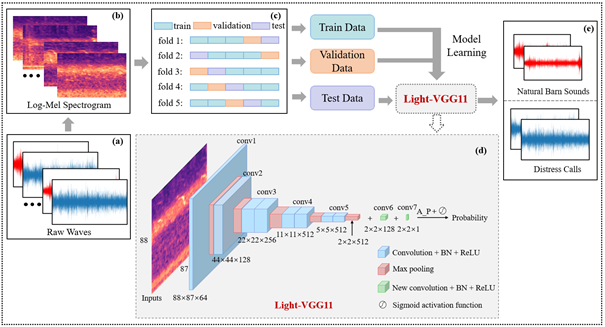 (b)
Log-Mel Spectrogram
(a)
Raw Waves
(c)
train validation test
fold 1:
fold 2:
fold 3:
fold 4:
fold 5:
Train Data
Validation
Data
Test Data
Model
Learning
Light-VGG11
(e)
Natural Barn Sounds
Distress Calls
(d)
conv1
conv2
conv3
conv4
conv5
conv6
conv7
A_P +
Probability
88
87
Inputs
88×87×64
44×44×128
22×22×256
11×11×512
5×5×512
2×2×512
+
2×2×128
+
2×2×1
Convolution + BN + ReLU
Max pooling
New convolution + BN + ReLU
Sigmoid activation function
Light-VGG11